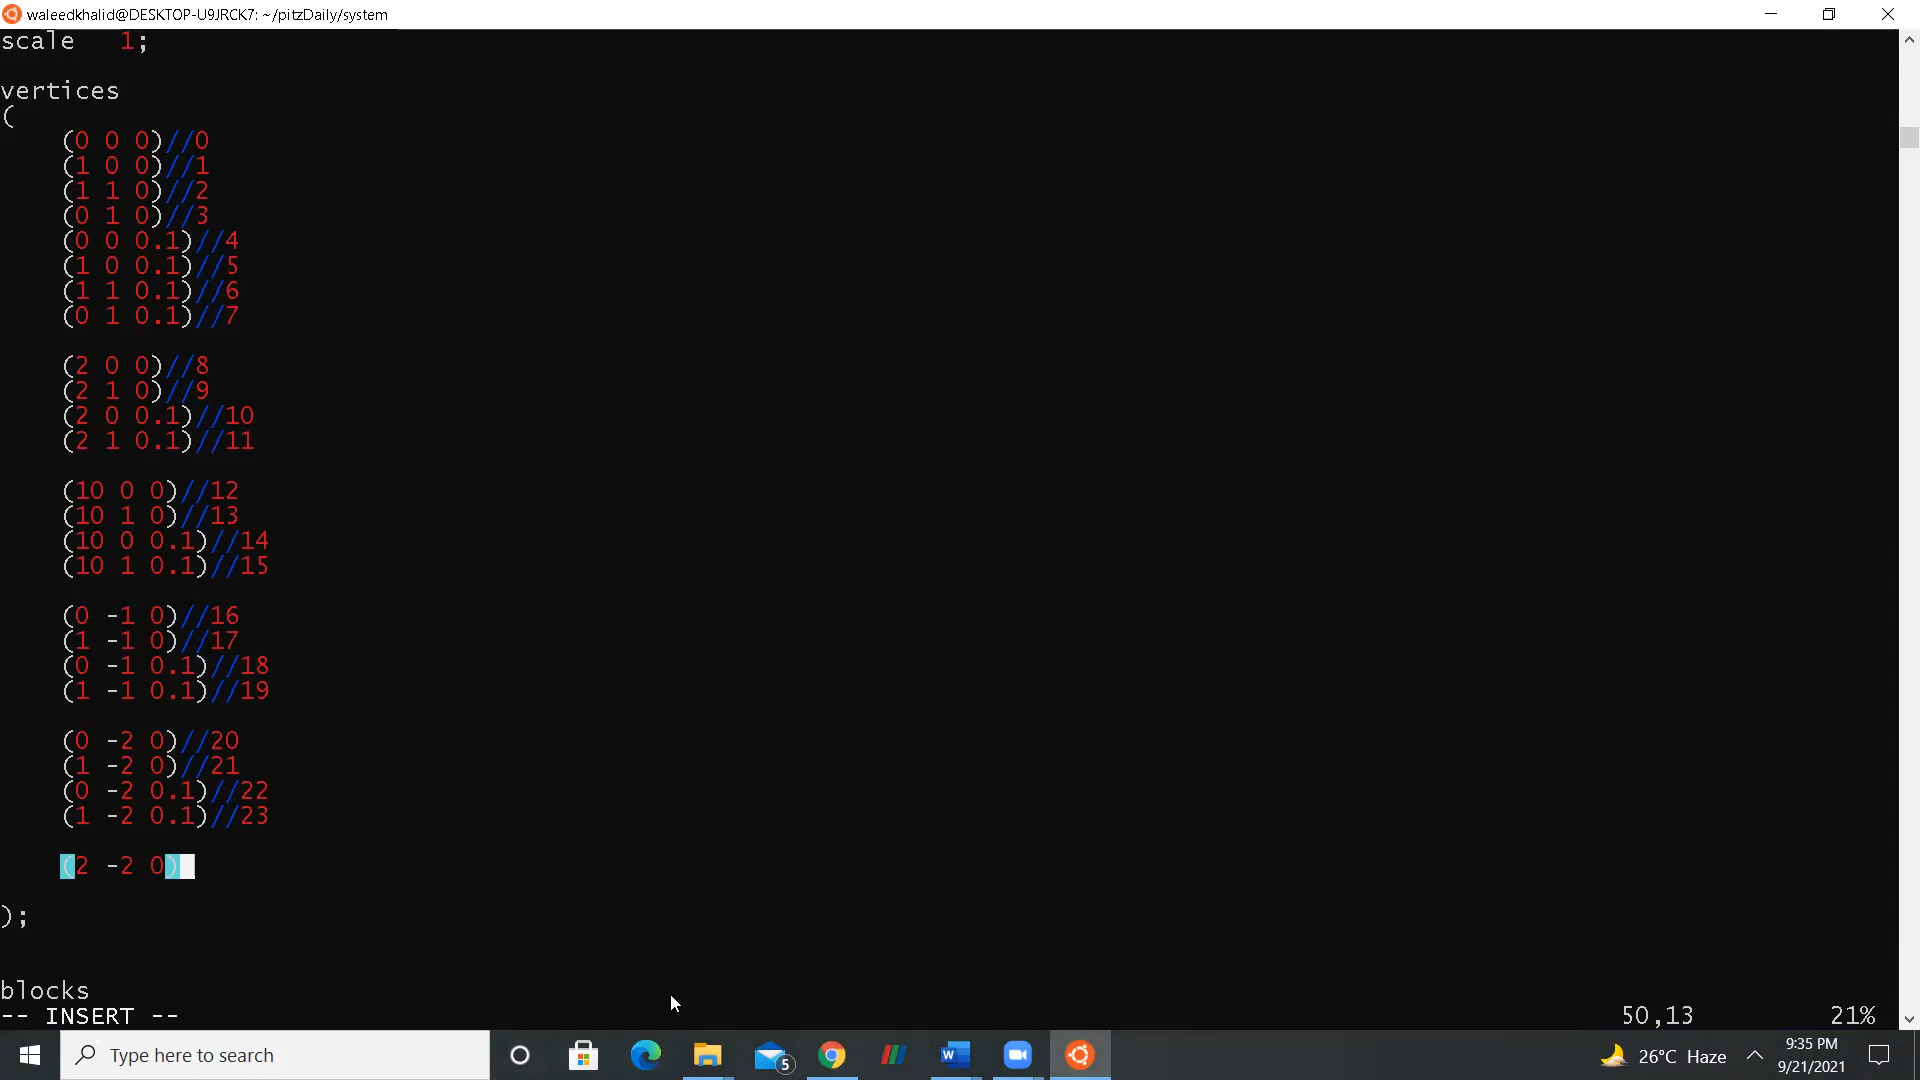 waleedkhalid@DESKTOP-U9JRCK7: ~/pitzDaily/system
scale   1;
vertices
(
(0 0 0)//0
(1 0 0)//1
(1 1 0)//2
(0 1 0)//3
(0 0 0.1)//4
(1 0 0.1)//5
(1 1 0.1)//6
(0 1 0.1)//7
(2 0 0)//8
(2 1 0)//9
(2 0 0.1)//10
(2 1 0.1)//11
(10 0 0)//12
(10 1 0)//13
(10 0 0.1)//14
(10 1 0.1)//15
(0 -1 0)//16
(1 -1 0)//17
(0 -1 0.1)//18
(1 -1 0.1)//19
(0 -2 0)//20
(1 -2 0)//21
(0 -2 0.1)//22
(1 -2 0.1)//23
(2 -2 0)
);
blocks
-- INSERT -- 50,13 21%
Type here to search 5 W 26°C Haze 9:35 PM
9/21/2021